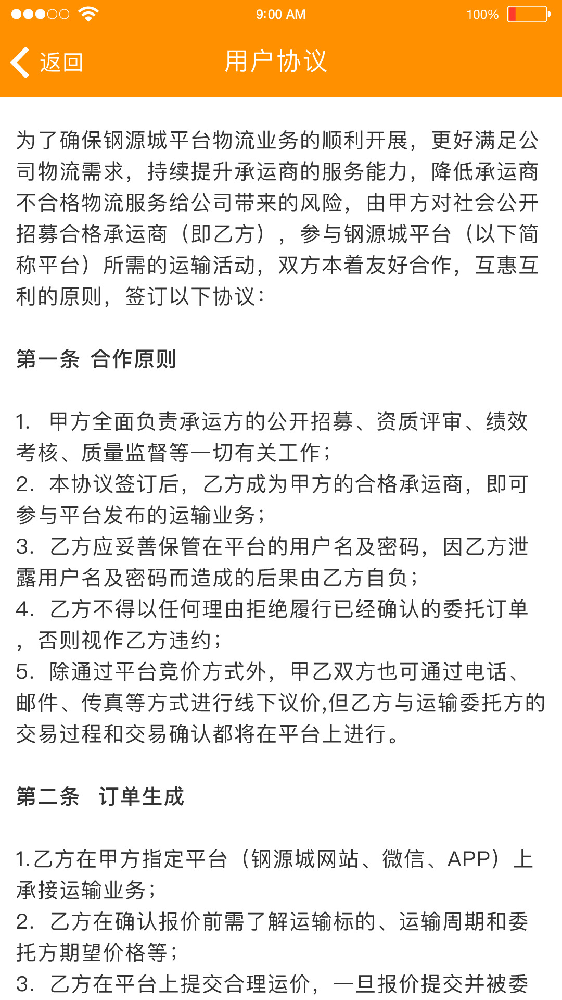 9:00 AM
100%
返回
用户协议
为了确保钢源城平台物流业务的顺利开展，更好满足公
司物流需求，持续提升承运商的服务能力，降低承运商
不合格物流服务给公司带来的风险，由甲方对社会公开
招募合格承运商（即乙方），参与钢源城平台（以下简
称平台）所需的运输活动，双方本着友好合作，互惠互
利的原则，签订以下协议：
第一条 合作原则
1. 甲方全面负责承运方的公开招募、资质评审、绩效
考核、质量监督等一切有关工作；
2. 本协议签订后，乙方成为甲方的合格承运商，即可
参与平台发布的运输业务；
3. 乙方应妥善保管在平台的用户名及密码，因乙方泄
露用户名及密码而造成的后果由乙方自负；
4. 乙方不得以任何理由拒绝履行已经确认的委托订单
，否则视作乙方违约；
5. 除通过平台竞价方式外，甲乙双方也可通过电话、
邮件、传真等方式进行线下议价,但乙方与运输委托方的
交易过程和交易确认都将在平台上进行。
第二条 订单生成
1.乙方在甲方指定平台（钢源城网站、微信、APP）上
承接运输业务；
2. 乙方在确认报价前需了解运输标的、运输周期和委
托方期望价格等；
3. 乙方在平台上提交合理运价，一旦报价提交并被委